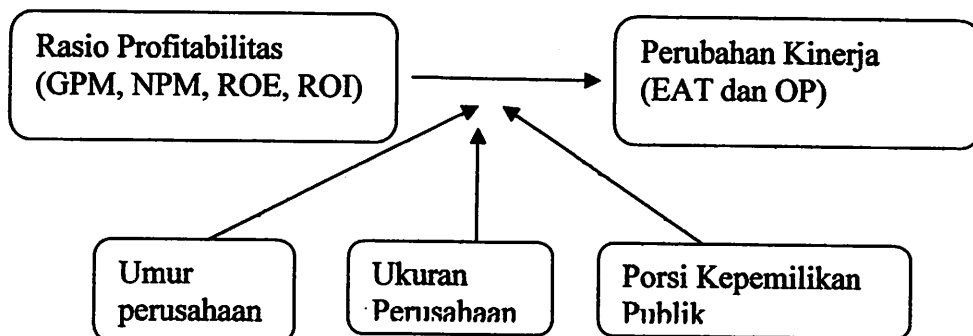 Rasio Profitabilitas
(GPM, NPM, ROE, ROI)
Perubahan Kinerja
(EAT dan OP)
Umur
perusahaan
Ukuran
Perusahaan
Porsi Kepemilikan
Publik